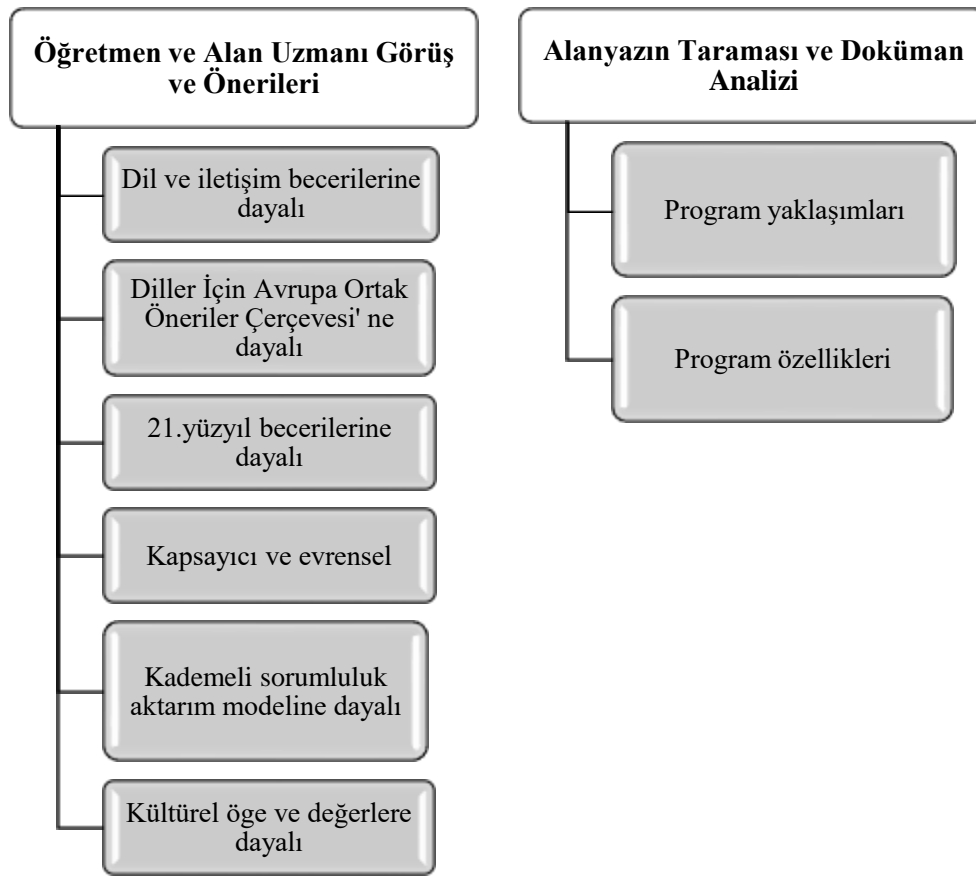 Öğretmen ve Alan Uzmanı Görüş
ve Önerileri
Dil ve iletişim becerilerine
dayalı
Diller İçin Avrupa Ortak
Öneriler Çerçevesi' ne
dayalı
21.yüzyıl becerilerine
dayalı
Kapsayıcı ve evrensel
Kademeli sorumluluk
aktarım modeline dayalı
Kültürel öge ve değerlere
dayalı
Alanyazın Taraması ve Doküman
Analizi
Program yaklaşımları
Program özellikleri